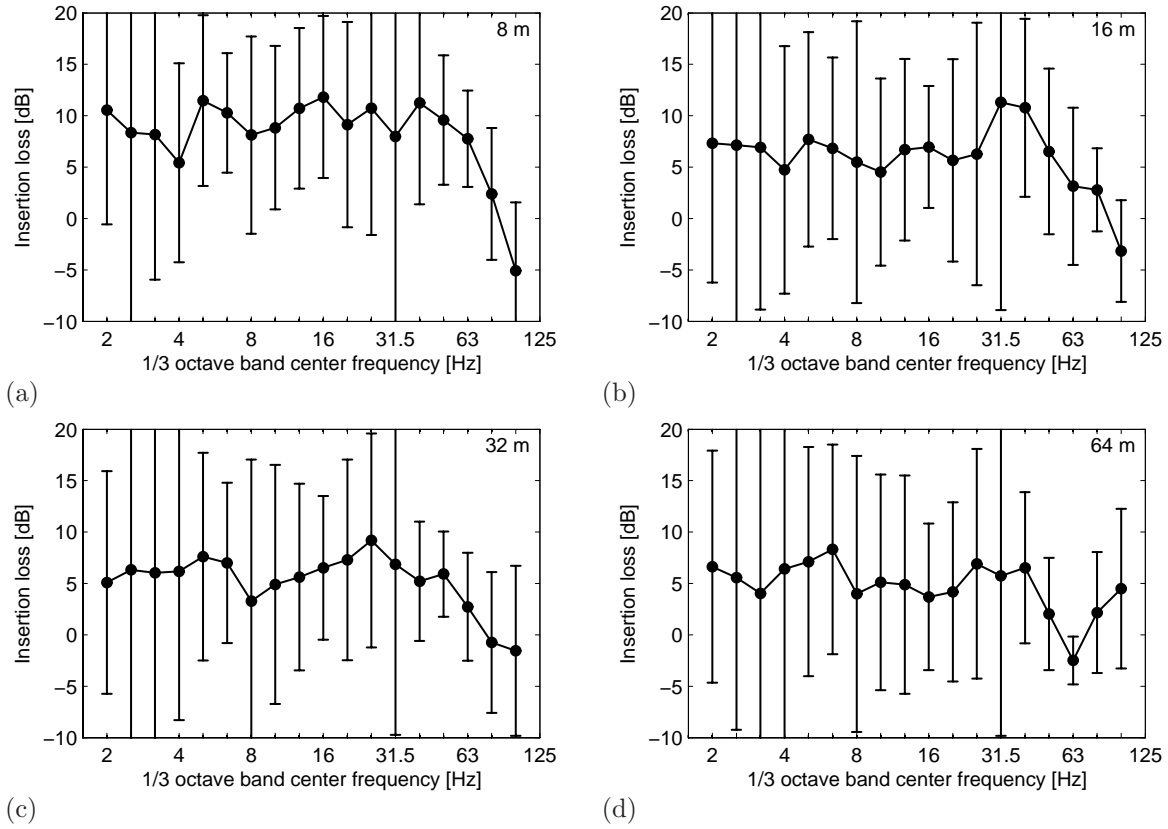 20
15
10
5
0
−5
−10
Insertion loss [dB]
8 m
2 4 8 16 31.5 63 125
1/3 octave band center frequency [Hz]
(a)
20
15
10
5
0
−5
−10
Insertion loss [dB]
16 m
2 4 8 16 31.5 63 125
1/3 octave band center frequency [Hz]
(b)
20
15
10
5
0
−5
−10
Insertion loss [dB]
32 m
2 4 8 16 31.5 63 125
1/3 octave band center frequency [Hz]
(c)
20
15
10
5
0
−5
−10
Insertion loss [dB]
64 m
2 4 8 16 31.5 63 125
1/3 octave band center frequency [Hz]
(d)